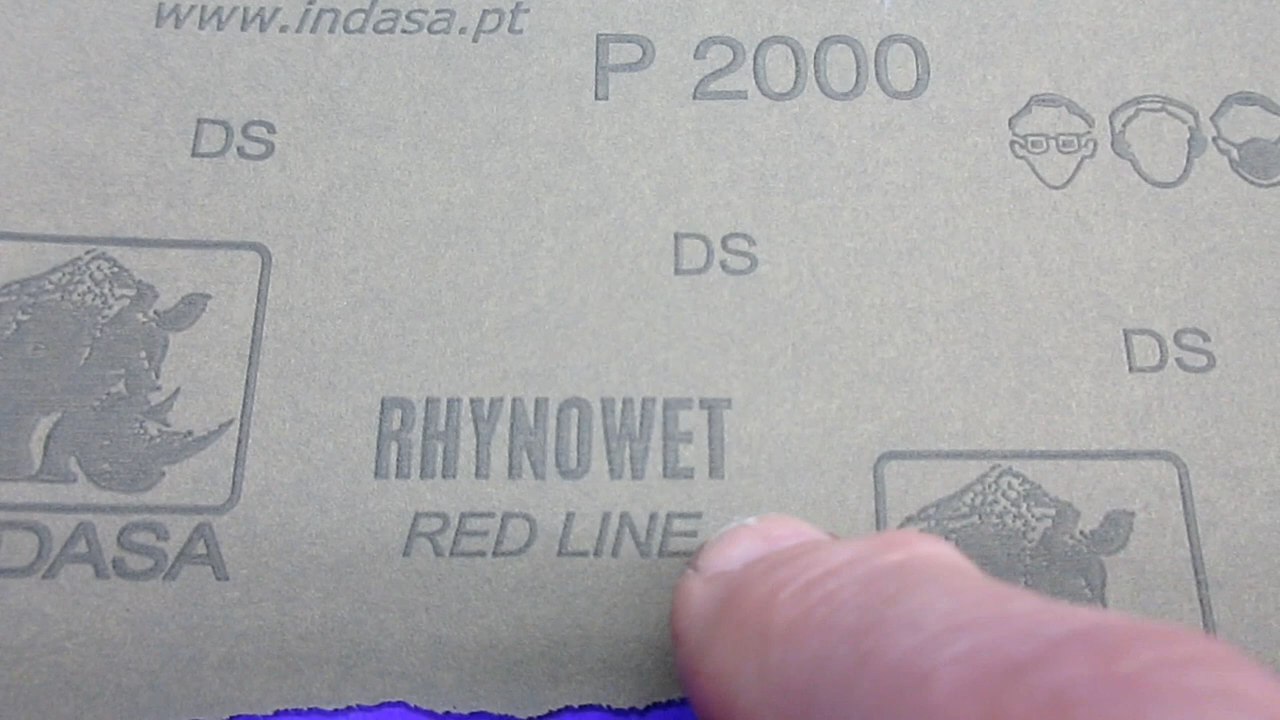 www.indasa.pt
P 2000
DS
DS
DS
RHYNOWET
RED LINE
DASA